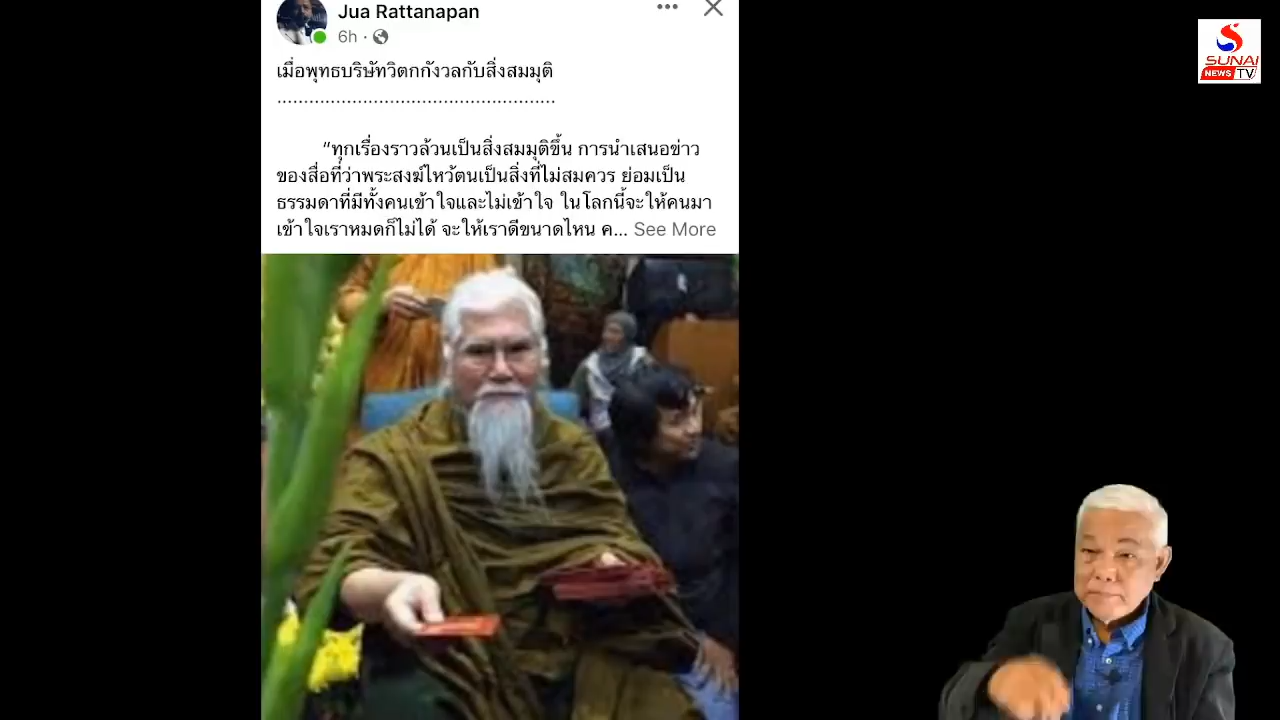 Jua Rattanapan
6h ·
เมื่อพุทธบริษัทวิตกกังวลกับสิ่งสมมุติ
....................................................
“ทุกเรื่องราวล้วนเป็นสิ่งสมมุติขึ้น การนำเสนอข่าว
ของสื่อที่ว่าพระสงฆ์ไหว้ตนเป็นสิ่งที่ไม่สมควร ย่อมเป็น
ธรรมดาที่มีทั้งคนเข้าใจและไม่เข้าใจ ในโลกนี้จะให้คนมา
เข้าใจเราหมดก็ไม่ได้ จะให้เราดีขนาดไหน ค... See More
SUNAI
NEWS TV